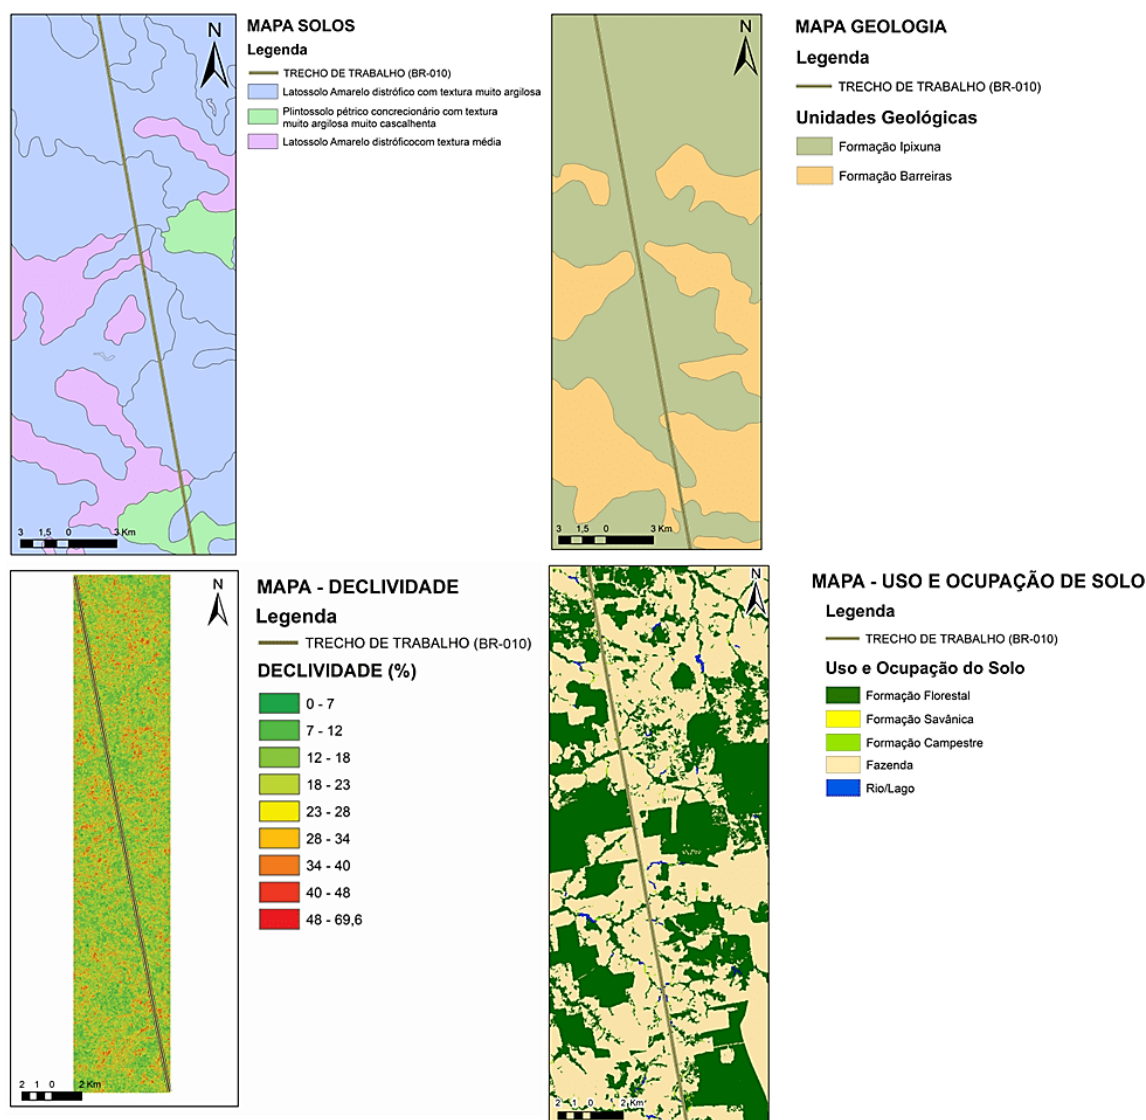 N
MAPA SOLOS
Legenda
TRECHO DE TRABALHO (BR-010)
Latossolo Amarelo distrófico com textura muito argilosa
Plintossolo pétrico concrecionário com textura
muito argilosa muito cascalhenta
Latossolo Amarelo distróficocom textura média
3 1,5 0 3 Km
N
MAPA GEOLOGIA
Legenda
TRECHO DE TRABALHO (BR-010)
Unidades Geológicas
Formação Ipixuna
Formação Barreiras
3 1,5 0 3 Km
N
MAPA - DECLIVIDADE
Legenda
TRECHO DE TRABALHO (BR-010)
DECLIVIDADE (%)
0 - 7
7 - 12
12 - 18
18 - 23
23 - 28
28 - 34
34 - 40
40 - 48
48 - 69,6
2 1 0 2 Km
N
MAPA - USO E OCUPAÇÃO DE SOLO
Legenda
TRECHO DE TRABALHO (BR-010)
Uso e Ocupação do Solo
Formação Florestal
Formação Savânica
Formação Campestre
Fazenda
Rio/Lago
2 1 0 2 Km